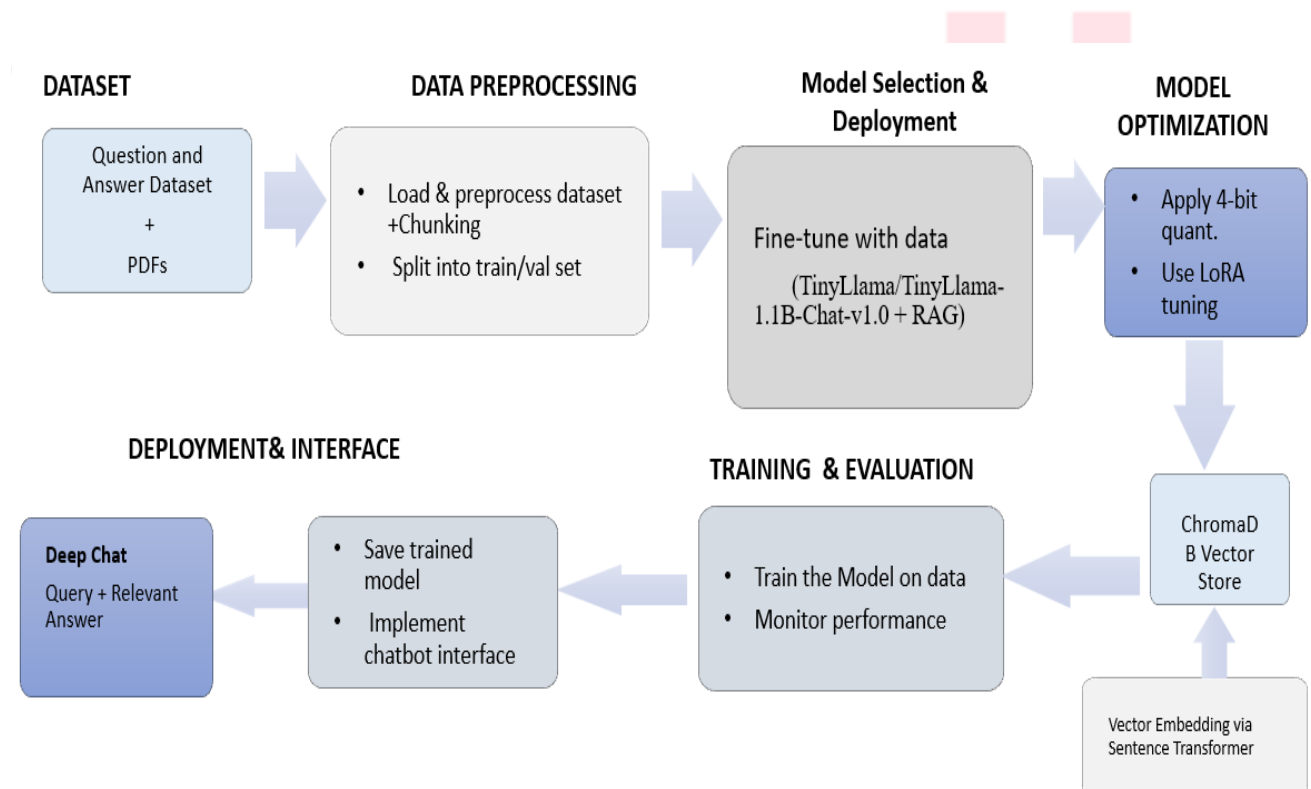 DATASET
Question and
Answer Dataset
+
PDFs
DATA PREPROCESSING
• Load & preprocess dataset
+Chunking
• Split into train/val set
Model Selection &
Deployment
Fine-tune with data
(TinyLlama/TinyLlama-
1.1B-Chat-v1.0 + RAG)
MODEL
OPTIMIZATION
• Apply 4-bit
quant.
• Use LoRA
tuning
ChromaD
B Vector
Store
Vector Embedding via
Sentence Transformer
TRAINING & EVALUATION
• Train the Model on data
• Monitor performance
DEPLOYMENT& INTERFACE
• Save trained
model
• Implement
chatbot interface
Deep Chat
Query + Relevant
Answer